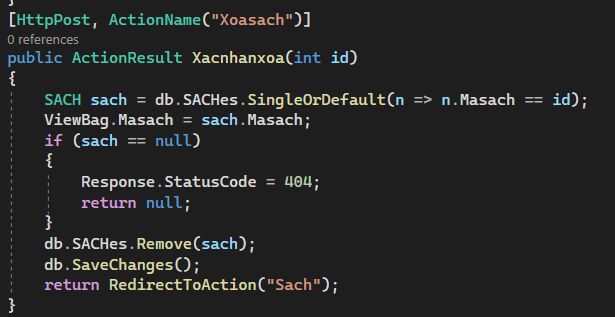 }
[HttpPost, ActionName("Xoasach")]
0 references
public ActionResult Xacnhanxoa(int id)
{
SACH sach = db.SACHes.SingleOrDefault(n => n.Masach == id);
ViewBag.Masach = sach.Masach;
if (sach == null)
{
Response.StatusCode = 404;
return null;
}
db.SACHes.Remove(sach);
db.SaveChanges();
return RedirectToAction("Sach");
}